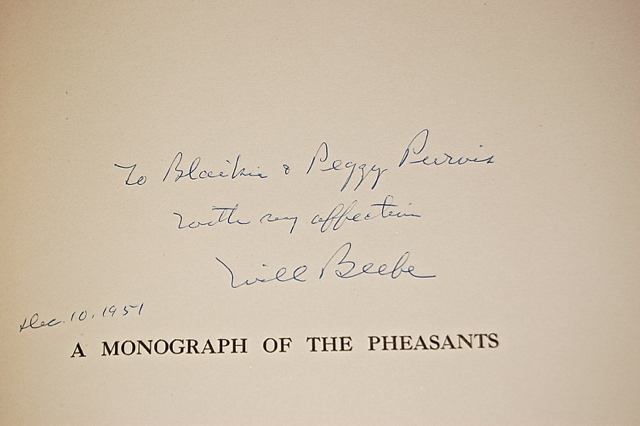 To Blaikie & Peggy Purvis
with my affection
Will Beebe
Dec. 10. 1951
A MONOGRAPH OF THE PHEASANTS